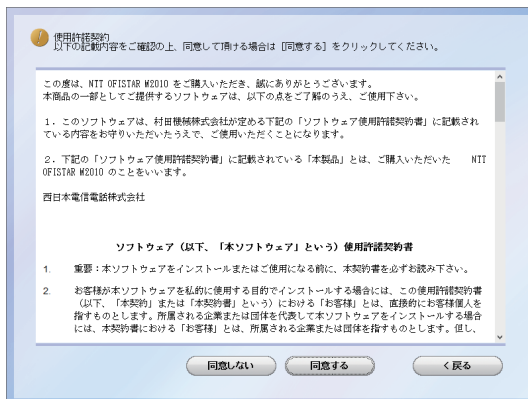 使用許諾契約
以下の記載内容をご確認の上、同意して頂ける場合は [同意する] をクリックしてください。
この度は、NTT OFISTAR M2010 をご購入いただき、誠にありがとうございます。
本商品の一部としてご提供するソフトウェアは、以下の点をご了解のうえ、ご使用下さい。
1．このソフトウェアは、村田機械株式会社が定める下記の「ソフトウェア使用許諾契約書」に記載され
ている内容をお守りいただいたうえで、ご使用いただくことになります。
2．下記の「ソフトウェア使用許諾契約書」に記載されている「本製品」とは、ご購入いただいた NTT
OFISTAR M2010 のことをいいます。
西日本電信電話株式会社
ソフトウェア（以下、「本ソフトウェア」という）使用許諾契約書
1. 重要：本ソフトウェアをインストールまたはご使用になる前に、本契約書を必ずお読み下さい。
2. お客様が本ソフトウェアを私的に使用する目的でインストールする場合には、この使用許諾契約書
（以下、「本契約」または「本契約書」という）における「お客様」とは、直接的にお客様個人を
指すものとします。所属される企業または団体を代表して本ソフトウェアをインストールする場合
には、本契約書における「お客様」とは、所属される企業または団体を指すものとします。但し、
同意しない 同意する < 戻る